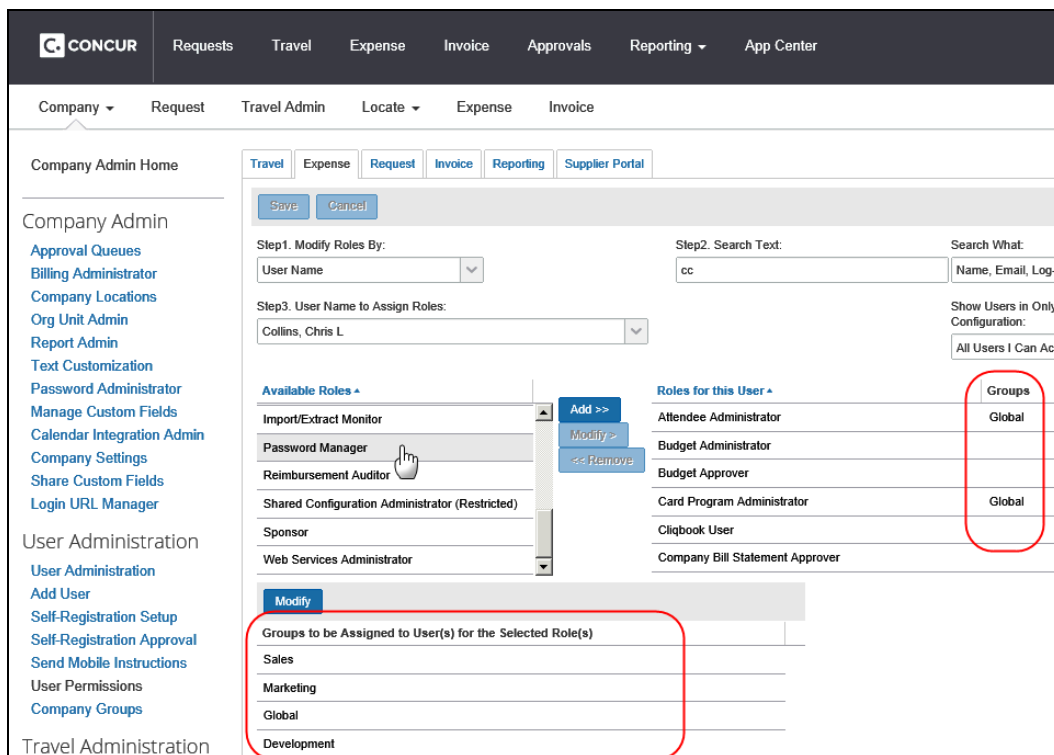 C. CONCUR Requests Travel Expense Invoice Approvals Reporting App Center
Company Request Travel Admin Locate Expense Invoice
Company Admin Home
Company Admin
Approval Queues
Billing Administrator
Company Locations
Org Unit Admin
Report Admin
Text Customization
Password Administrator
Manage Custom Fields
Calendar Integration Admin
Company Settings
Share Custom Fields
Login URL Manager
User Administration
User Administration
Add User
Self-Registration Setup
Self-Registration Approval
Send Mobile Instructions
User Permissions
Company Groups
Travel Administration
Travel Expense Request Invoice Reporting Supplier Portal
Save Cancel
Step1. Modify Roles By: Step2. Search Text: Search What:
User Name cc Name, Email, Log-
Step3. User Name to Assign Roles: Show Users in Only
Configuration:
Collins, Chris L All Users I Can Ac
Available Roles
Import/Extract Monitor
Password Manager
Reimbursement Auditor
Shared Configuration Administrator (Restricted)
Sponsor
Web Services Administrator
Add >>
Modify >
<< Remove
Roles for this User Groups
Attendee Administrator Global
Budget Administrator
Budget Approver
Card Program Administrator Global
Cliqbook User
Company Bill Statement Approver
Modify
Groups to be Assigned to User(s) for the Selected Role(s)
Sales
Marketing
Global
Development